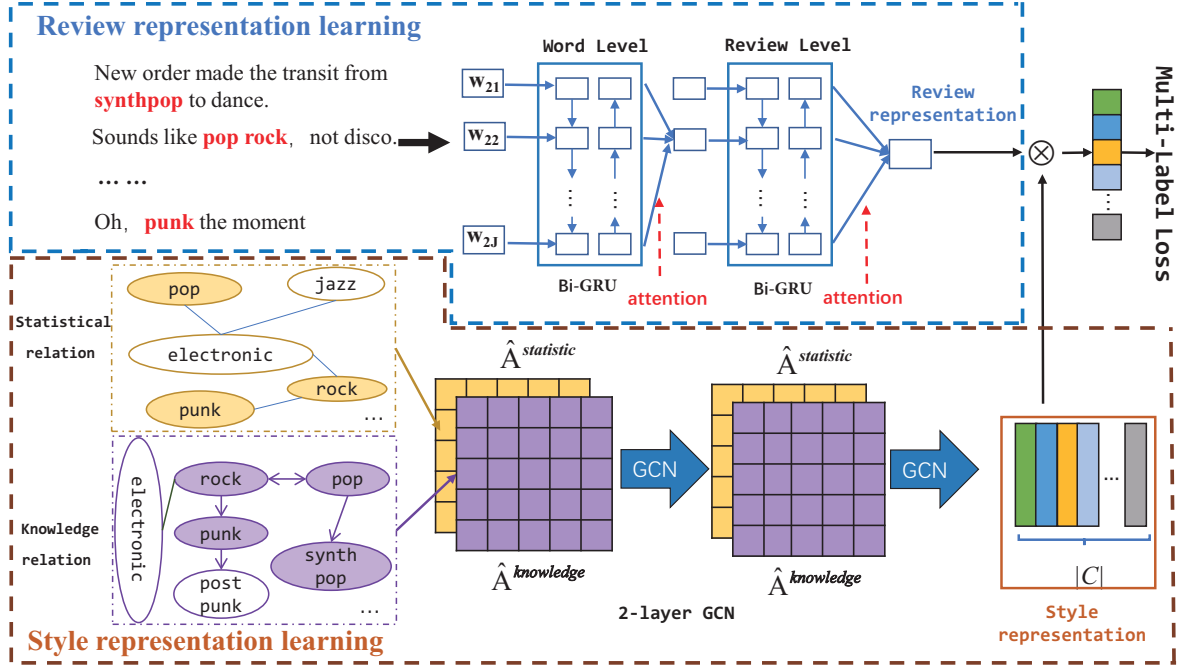 Review representation learning
New order made the transit from
synthpop to dance.
Sounds like pop rock, not disco.
... ...
Oh, punk the moment
Word Level
Review Level
w21
w22
w2J
Bi-GRU
Bi-GRU
attention
attention
Review
representation
Multi-Label Loss
Statistical
relation
pop
jazz
electronic
rock
punk
...
Knowledge
relation
electronic
rock
pop
punk
synth
pop
post
punk
...
Â statistic
Â knowledge
GCN
Â statistic
Â knowledge
GCN
2-layer GCN
...
|C|
Style
representation
Style representation learning